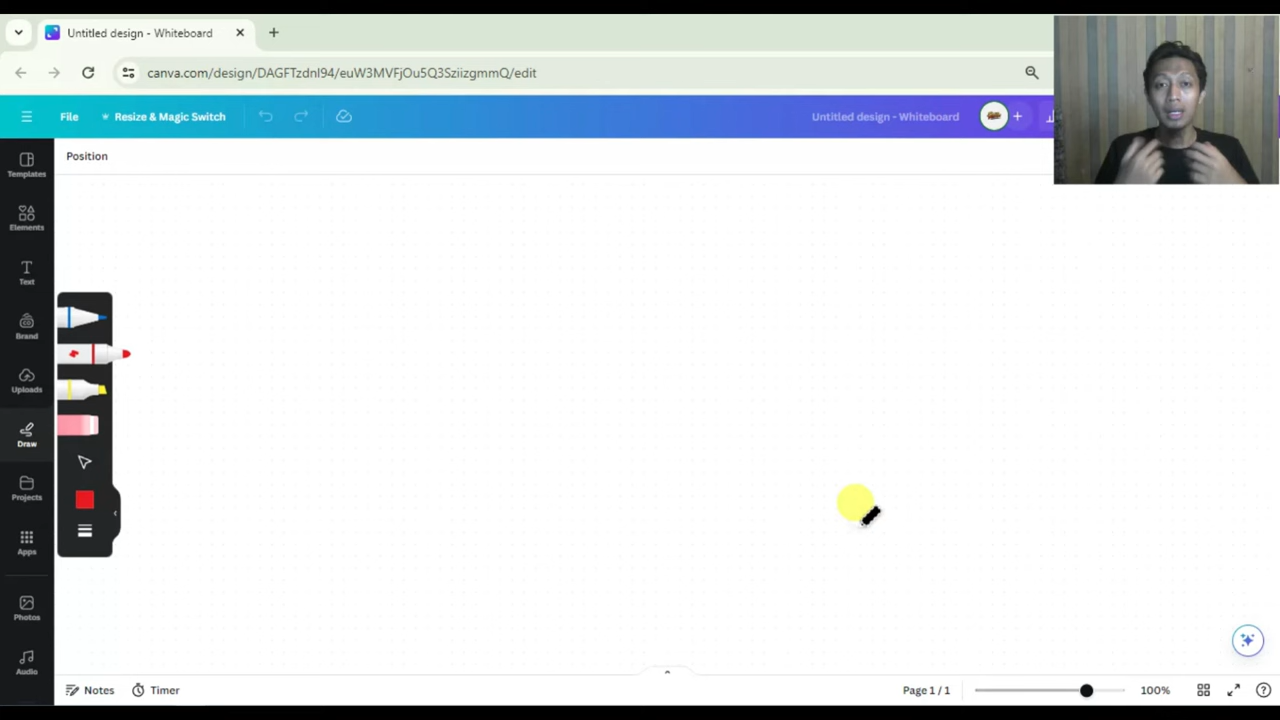 Untitled design - Whiteboard
canva.com/design/DAGFTzdnl94/euW3MVFjOu5Q3SziizgmmQ/edit
File
Resize & Magic Switch
Untitled design - Whiteboard
Position
Templates
Elements
Text
Brand
Uploads
Draw
Projects
Apps
Photos
Audio
Notes
Timer
Page 1 / 1
100%